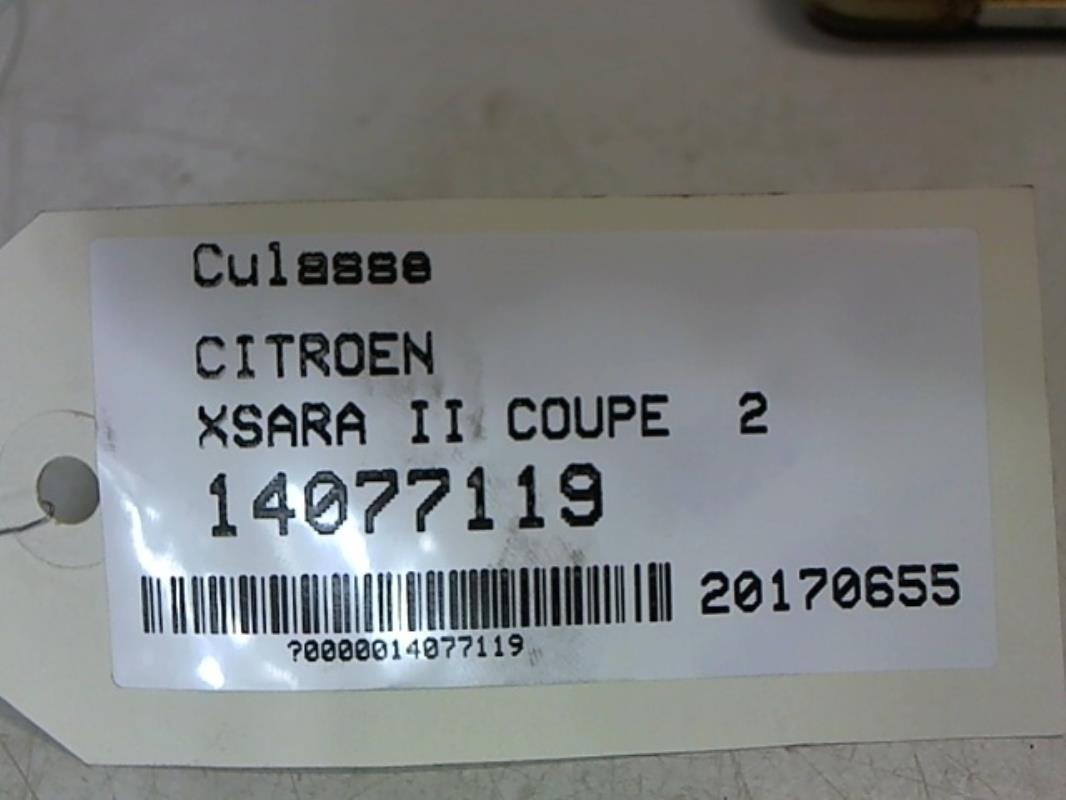 Culasse
CITROEN
XSARA II COUPE 2
14077119
20170655
?0000014077119